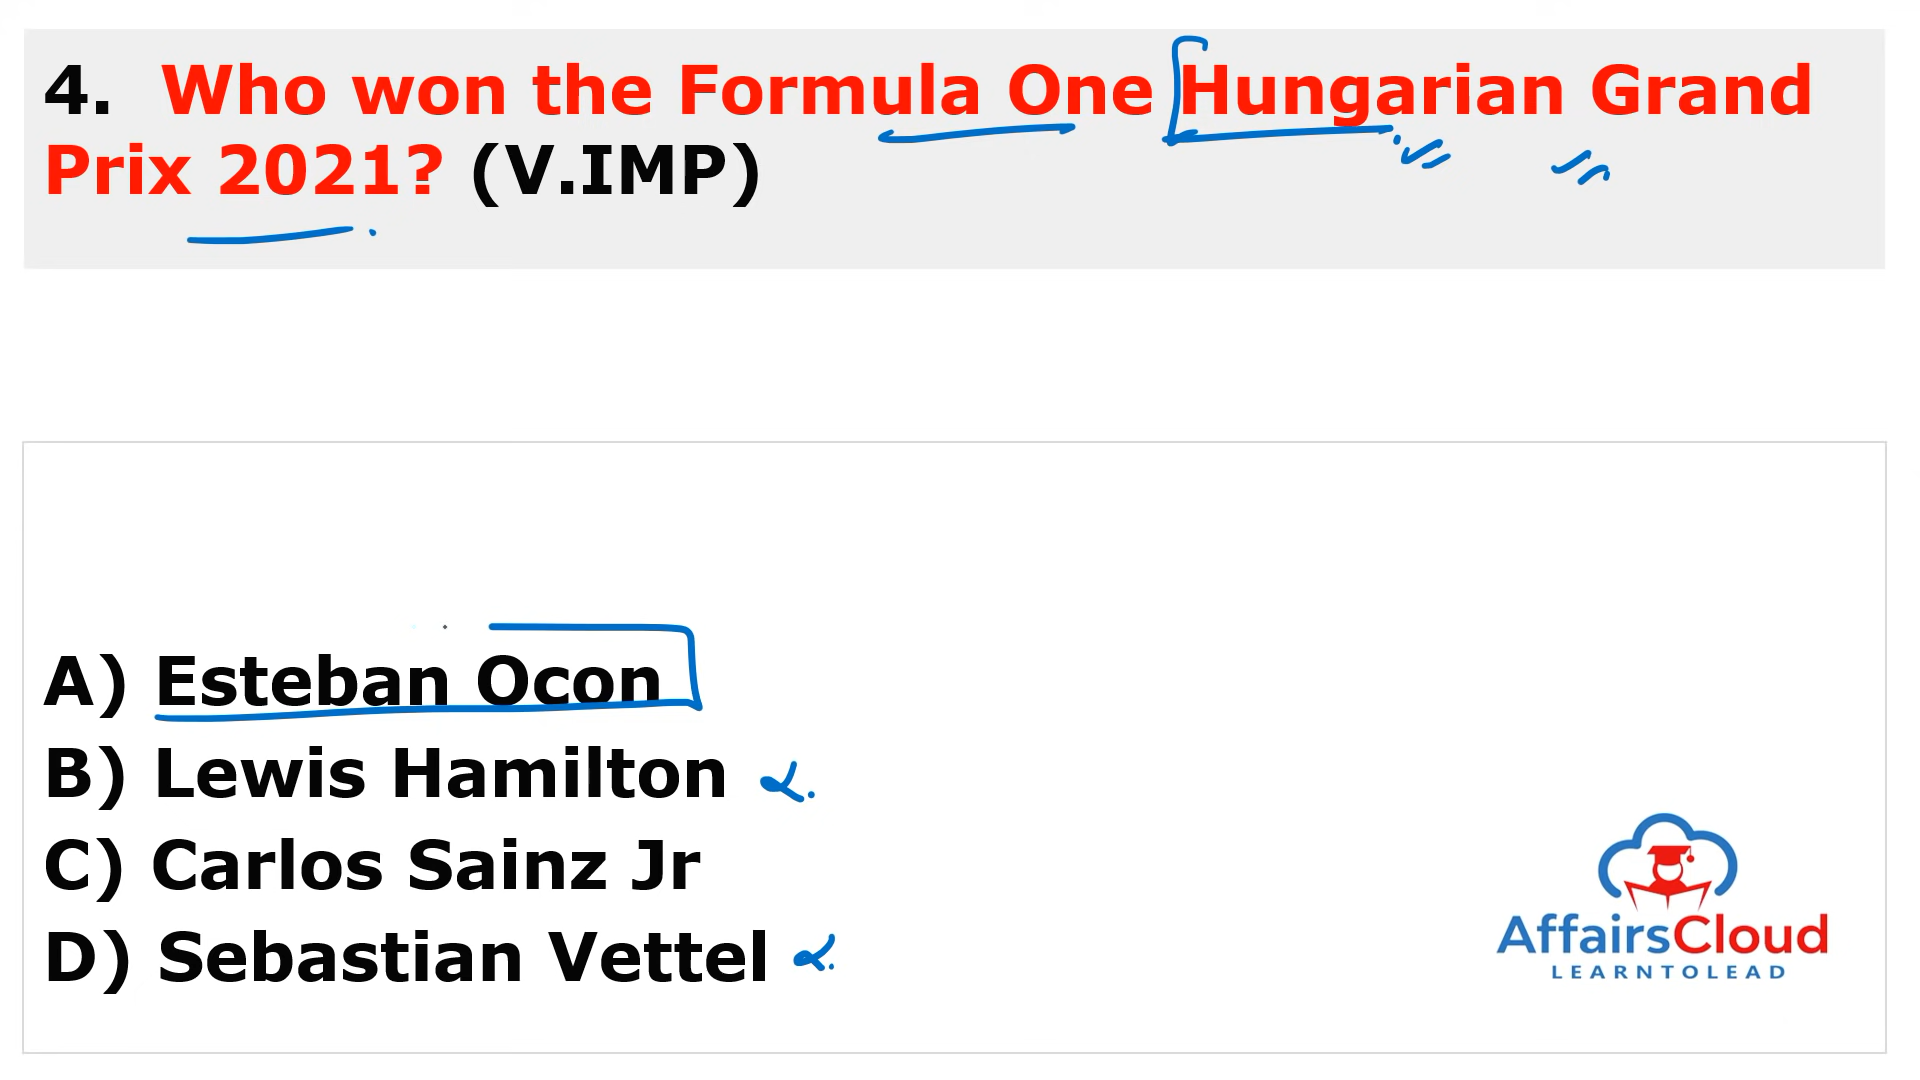 4. Who won the Formula One Hungarian Grand
Prix 2021? (V.IMP)
A) Esteban Ocon
B) Lewis Hamilton
C) Carlos Sainz Jr
D) Sebastian Vettel
AffairsCloud
LEARNTOLEAD